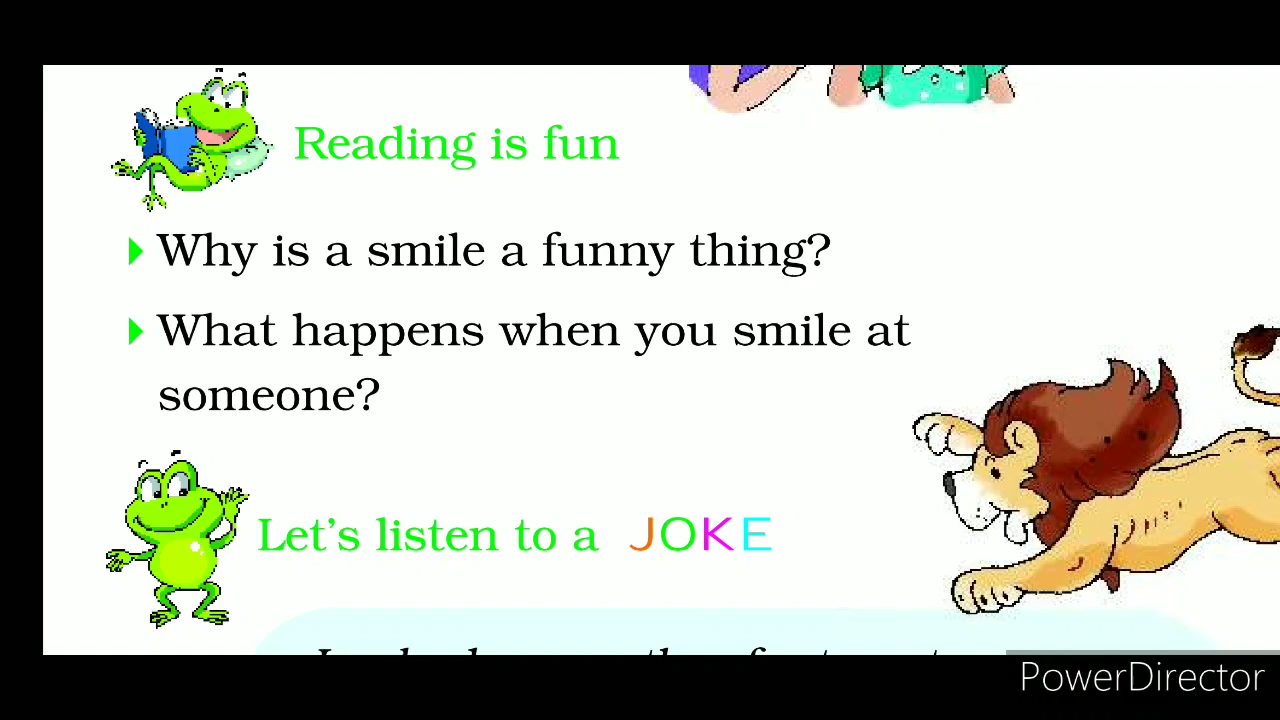 Reading is fun
Why is a smile a funny thing?
What happens when you smile at
someone?
Let's listen to a JOKE
PowerDirector